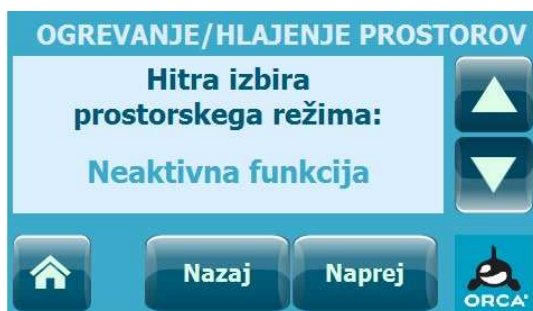 OGREVANJE/HLAJENJE PROSTOROV
Hitra izbira
prostorskega režima:
Neaktivna funkcija
Nazaj
Naprej
ORCA